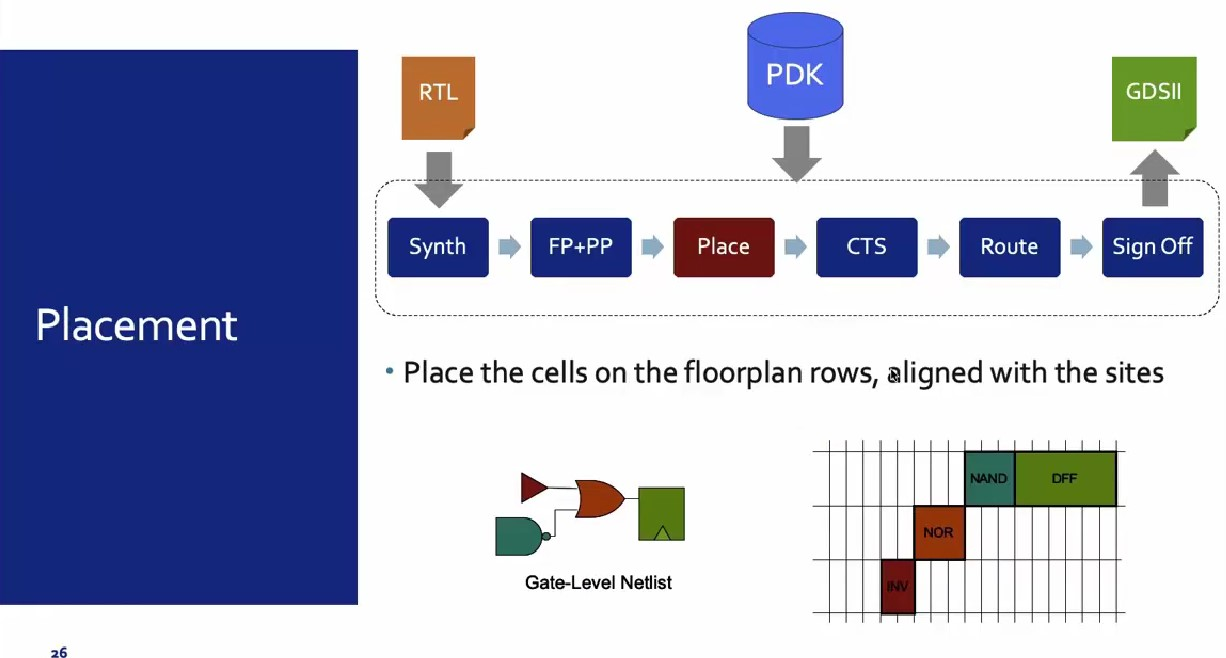 RTL
PDK
GDSII
Synth
FP+PP
Place
CTS
Route
Sign Off
Placement
• Place the cells on the floorplan rows, aligned with the sites
NAND
DFF
NOR
INV
Gate-Level Netlist
26